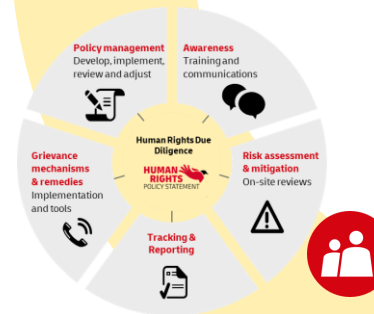 Policy management
Develop, implement,
review and adjust
Awareness
Training and
communications
Human Rights Due
Diligence
HUMAN
RIGHTS
POLICY STATEMENT
Grievance
mechanisms
& remedies
Implementation
and tools
Risk assessment
& mitigation
On-site reviews
Tracking &
Reporting